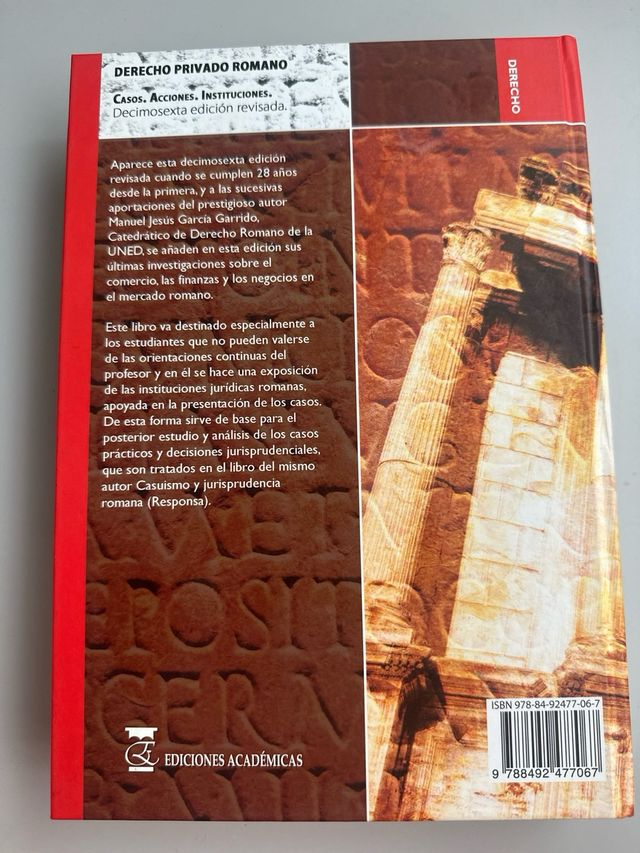 DERECHO PRIVADO ROMANO
CASOS. ACCIONES. INSTITUCIONES.
Decimosexta edición revisada.
DERECHO
Aparece esta decimosexta edición
revisada cuando se cumplen 28 años
desde la primera, y a las sucesivas
aportaciones del prestigioso autor
Manuel Jesús García Garrido,
Catedrático de Derecho Romano de la
UNED, se añaden en esta edición sus
últimas investigaciones sobre el
comercio, las finanzas y los negocios en
el mercado romano.
Este libro va destinado especialmente a
los estudiantes que no pueden valerse
de las orientaciones continuas del
profesor y en él se hace una exposición
de las instituciones jurídicas romanas,
apoyada en la presentación de los casos.
De esta forma sirve de base para el
posterior estudio y análisis de los casos
prácticos y decisiones jurisprudenciales,
que son tratados en el libro del mismo
autor Casuismo y jurisprudencia
romana (Responsa).
EDICIONES ACADÉMICAS
ISBN 978-84-92477-06-7
9 788492 477067